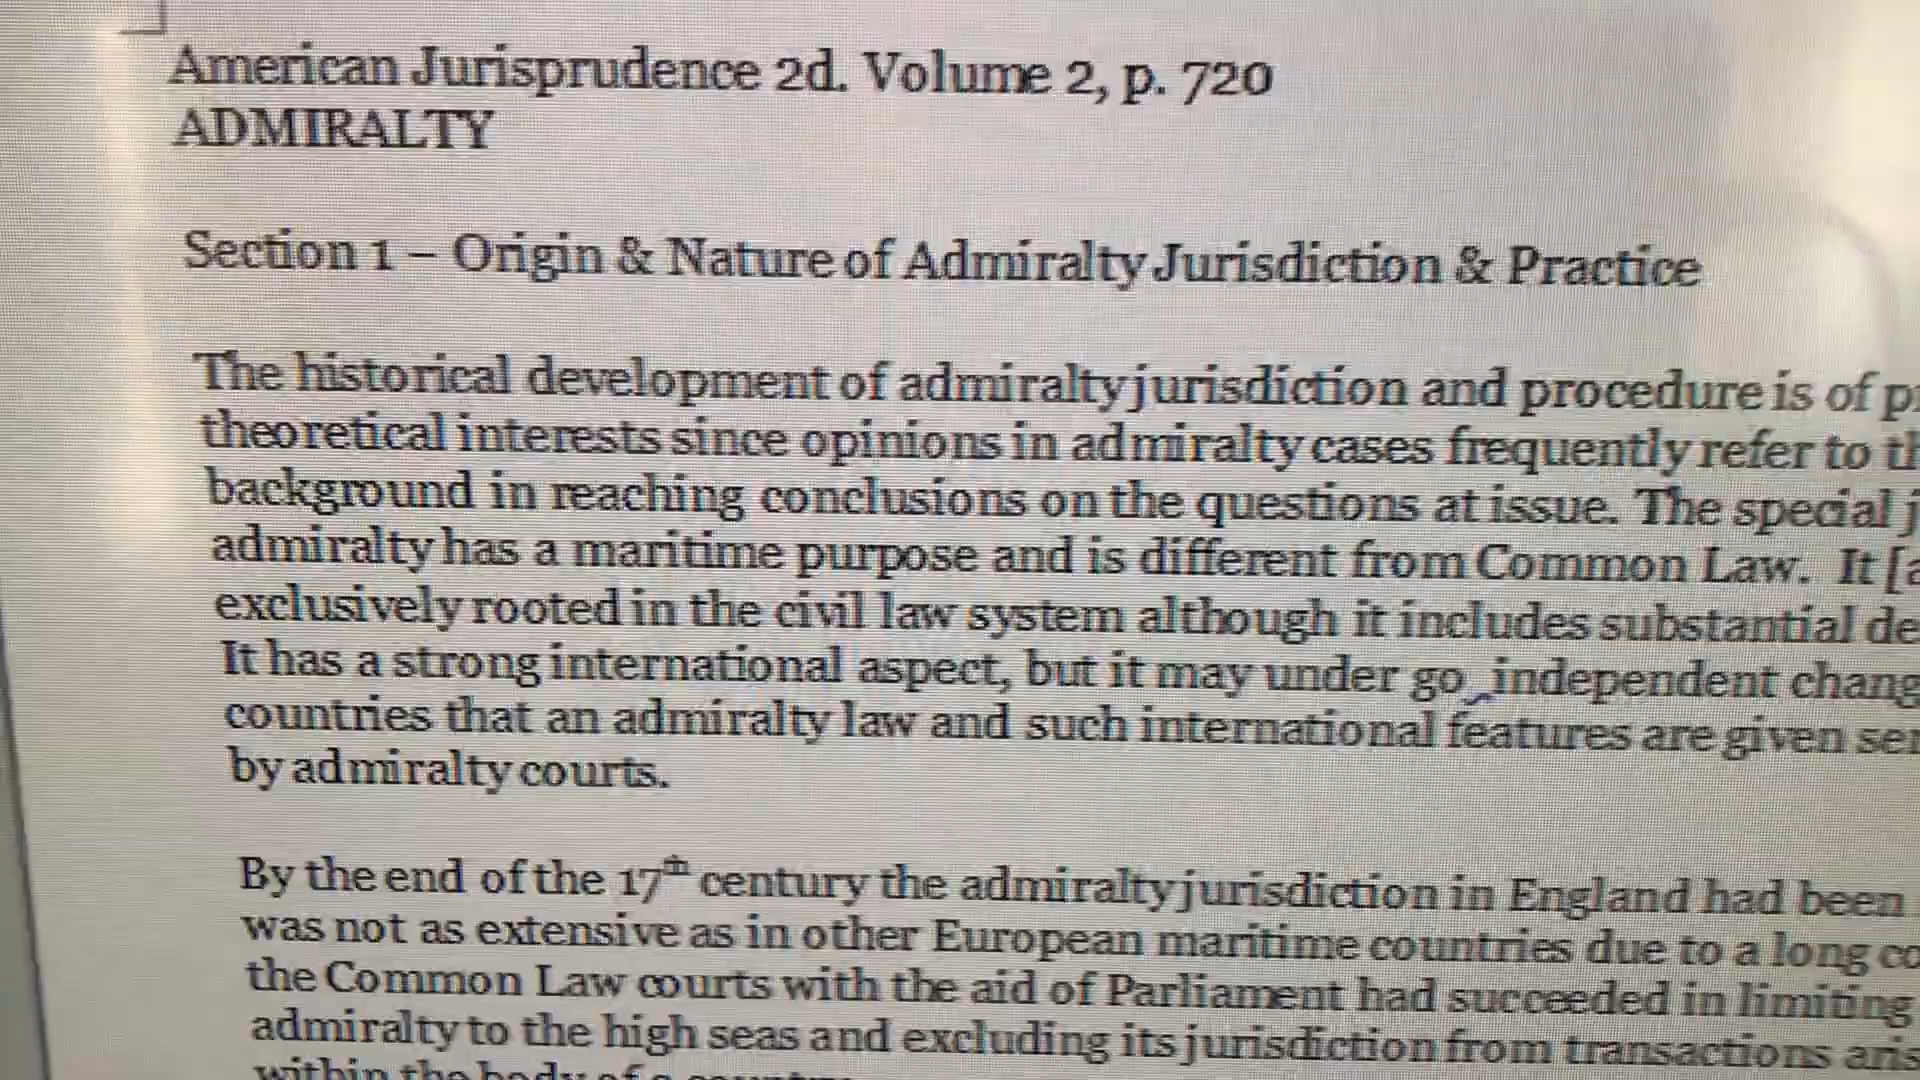 American Jurisprudence 2d. Volume 2, p. 720
ADMIRALTY
Section 1 – Origin & Nature of Admiralty Jurisdiction & Practice
The historical development of admiralty jurisdiction and procedure is of
theoretical interests since opinions in admiralty cases frequently refer to
background in reaching conclusions on the questions at issue. The special
admiralty has a maritime purpose and is different from Common Law. It
exclusively rooted in the civil law system although it includes substantial
It has a strong international aspect, but it may under go independent
countries that an admiralty law and such international features are given
by admiralty courts.
By the end of the 17th century the admiralty jurisdiction in England had been
was not as extensive as in other European maritime countries due to a long
the Common Law courts with the aid of Parliament had succeeded in limiting
admiralty to the high seas and excluding its jurisdiction from transactions
within the body of a